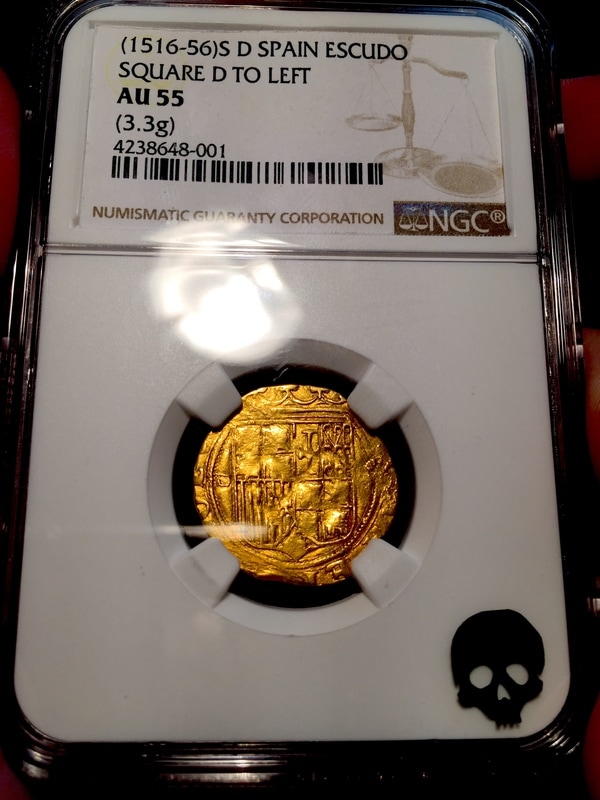 (1516-56)S D SPAIN ESCUDO
SQUARE D TO LEFT
AU 55
(3.3g)
4238648-001
NUMISMATIC GUARANTY CORPORATION NGC®